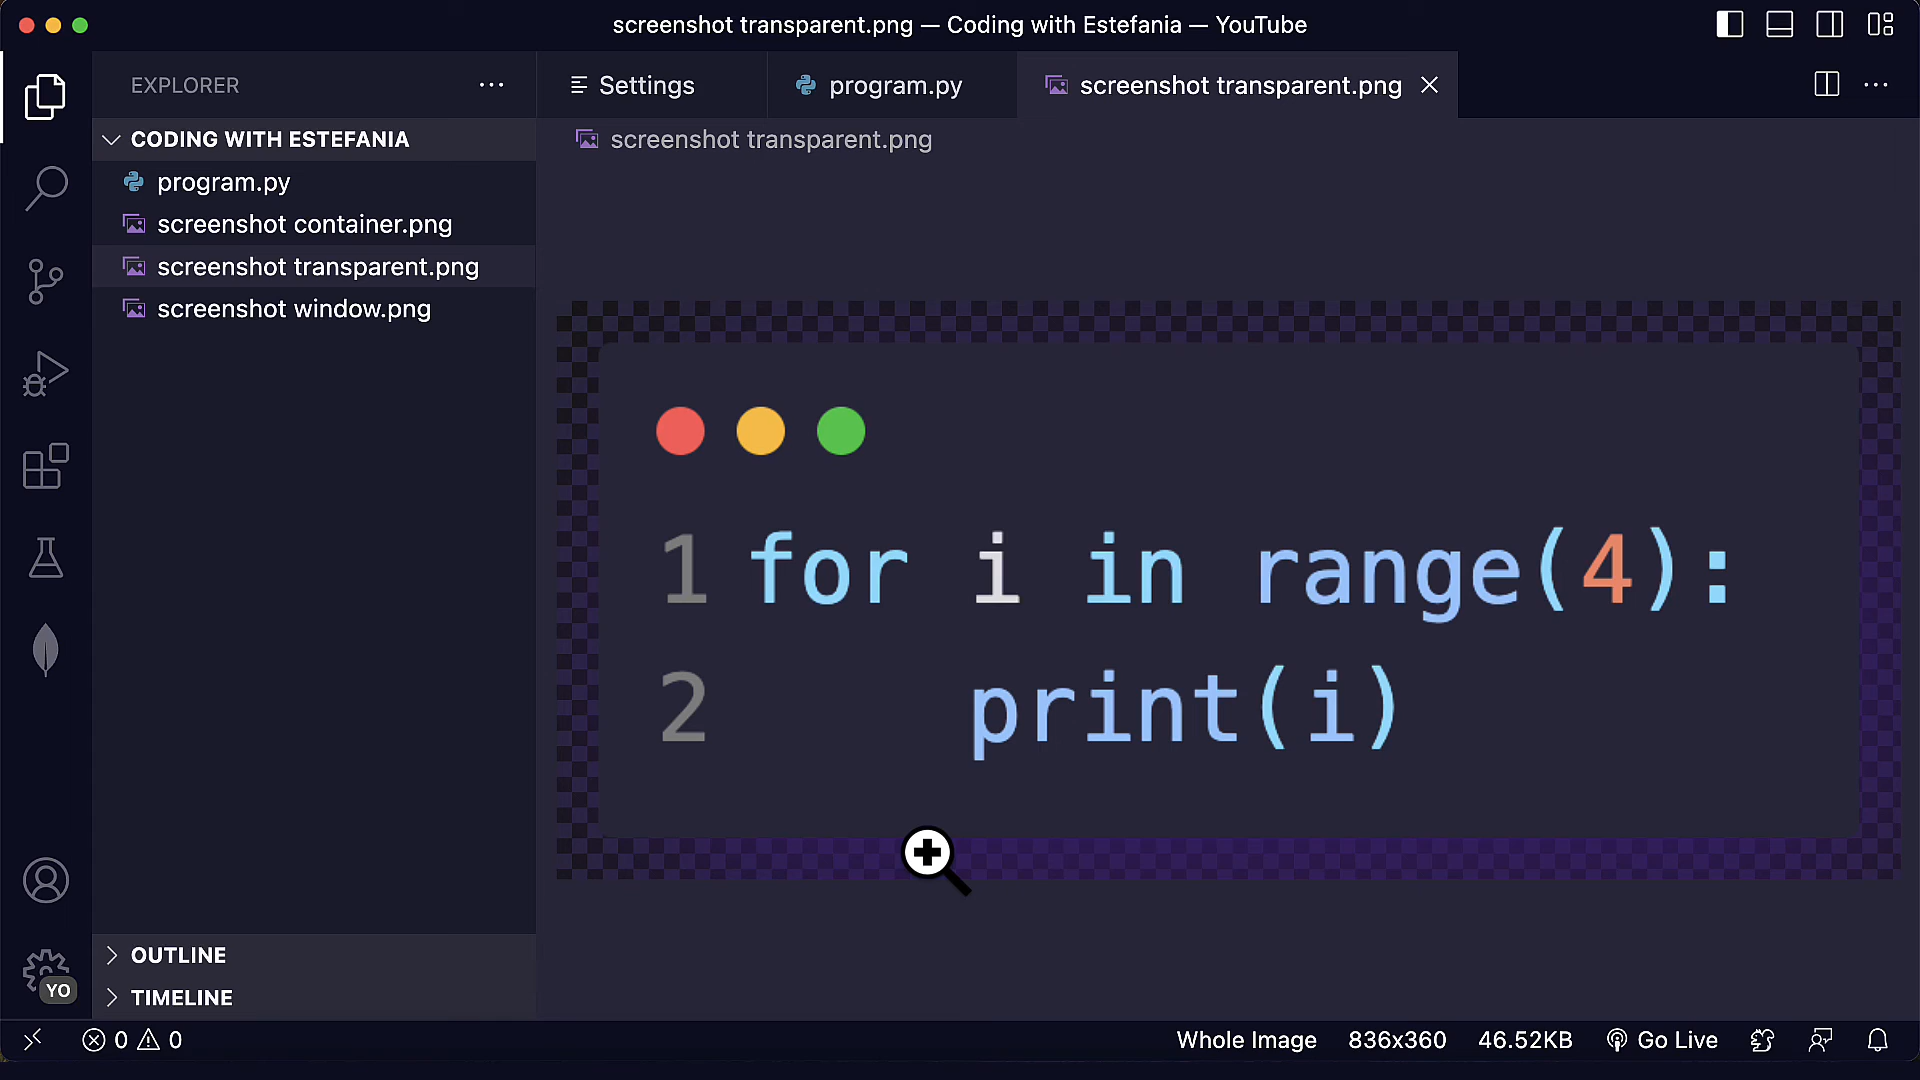 screenshot transparent.png — Coding with Estefania — YouTube
EXPLORER
Settings
program.py
screenshot transparent.png
CODING WITH ESTEFANIA
program.py
screenshot container.png
screenshot transparent.png
screenshot window.png
screenshot transparent.png
1 for i in range(4):
2     print(i)
OUTLINE
TIMELINE
YO
0 0
Whole Image 836x360 46.52KB Go Live